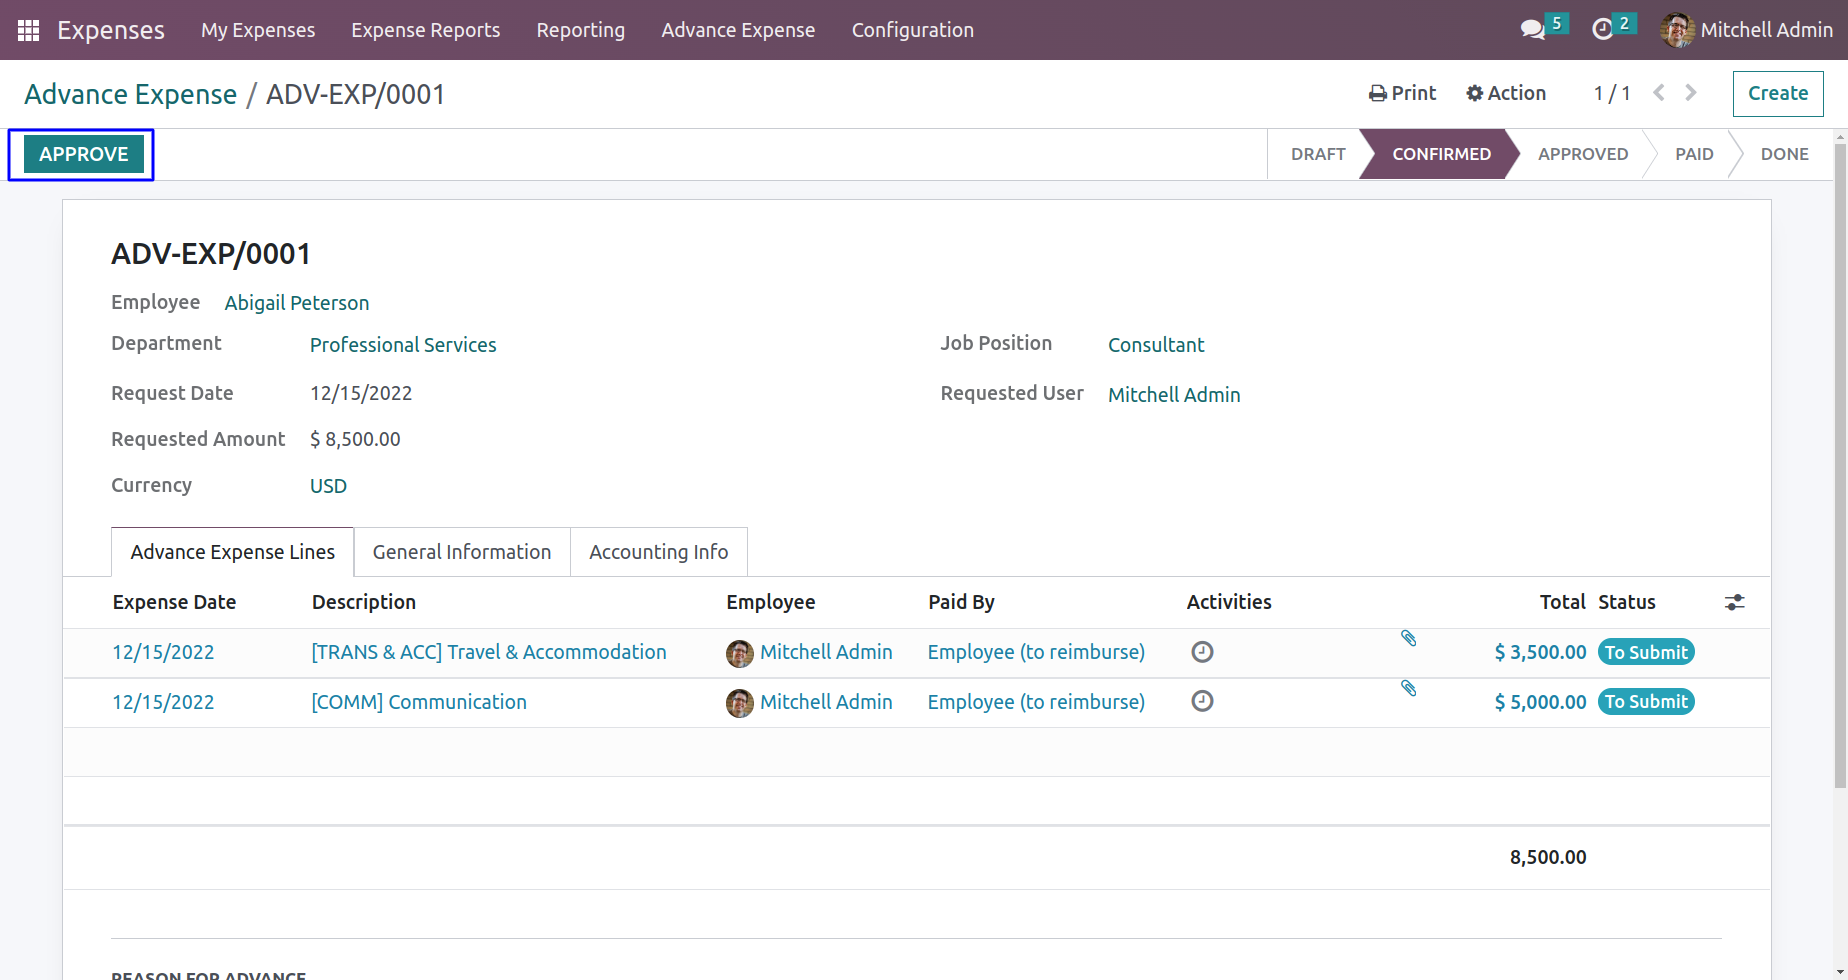 Expenses My Expenses Expense Reports Reporting Advance Expense Configuration 5 2 Mitchell Admin
Advance Expense / ADV-EXP/0001 Print Action 1 / 1 Create
APPROVE DRAFT CONFIRMED APPROVED PAID DONE
ADV-EXP/0001
Employee Abigail Peterson
Department Professional Services Job Position Consultant
Request Date 12/15/2022 Requested User Mitchell Admin
Requested Amount $ 8,500.00
Currency USD
Advance Expense Lines General Information Accounting Info
Expense Date Description Employee Paid By Activities Total Status
12/15/2022 [TRANS & ACC] Travel & Accommodation Mitchell Admin Employee (to reimburse) $ 3,500.00 To Submit
12/15/2022 [COMM] Communication Mitchell Admin Employee (to reimburse) $ 5,000.00 To Submit
8,500.00
REASON FOR ADVANCE